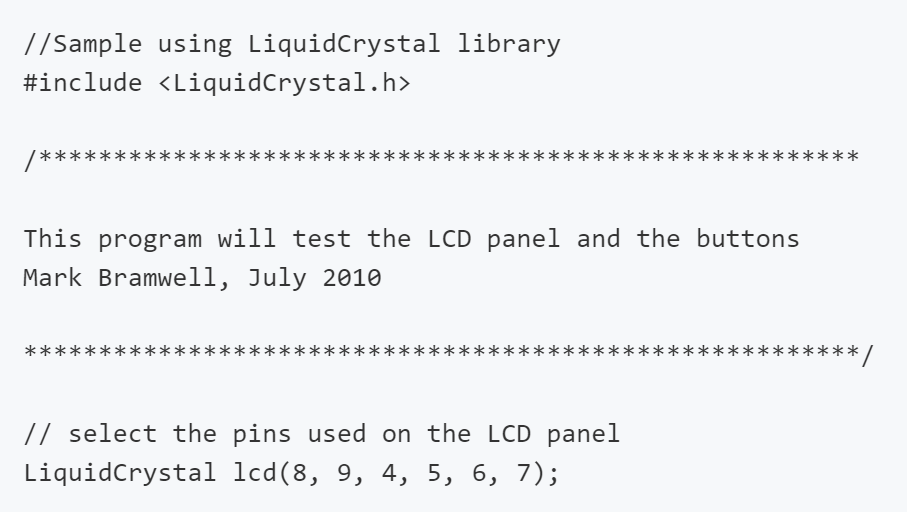 //Sample using LiquidCrystal library
#include <LiquidCrystal.h>
/*******************************************************
This program will test the LCD panel and the buttons
Mark Bramwell, July 2010
********************************************************/
// select the pins used on the LCD panel
LiquidCrystal lcd(8, 9, 4, 5, 6, 7);